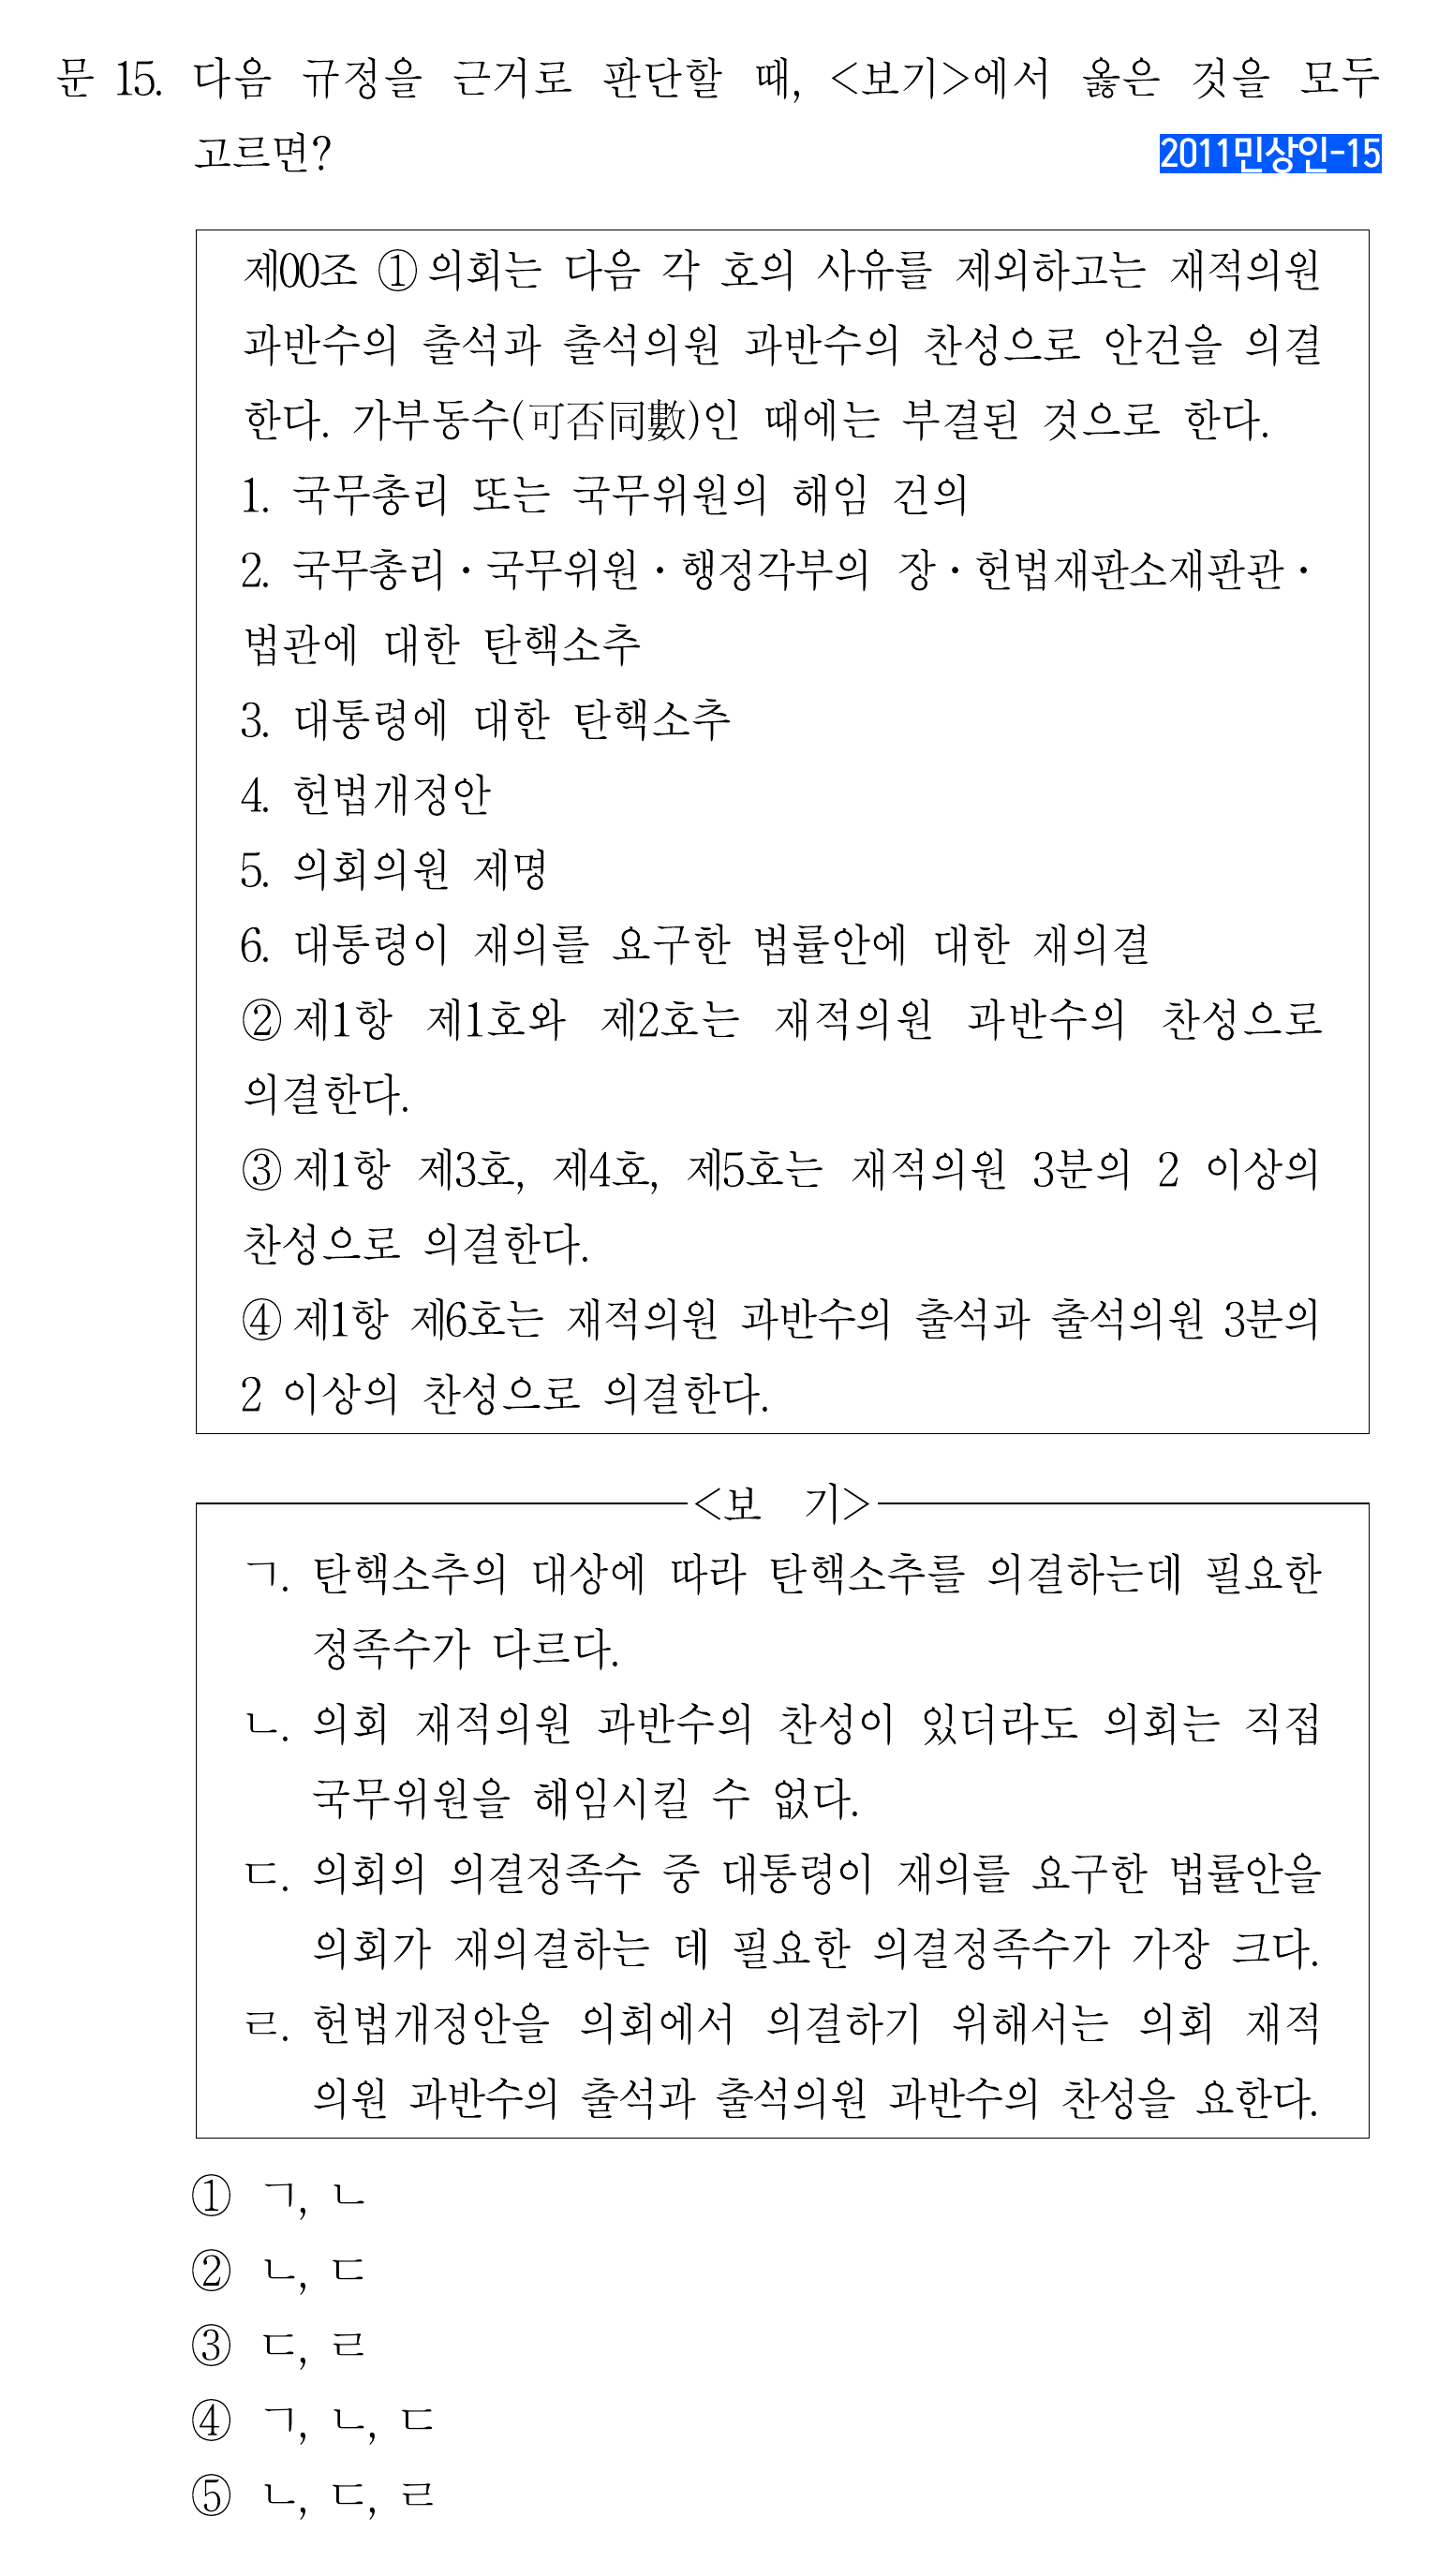 문 15. 다음 규정을 근거로 판단할 때, <보기>에서 옳은 것을 모두
고르면?
2011민상인-15
제00조 ①의회는 다음 각 호의 사유를 제외하고는 재적의원
과반수의 출석과 출석의원 과반수의 찬성으로 안건을 의결
한다. 가부동수(可否同數)인 때에는 부결된 것으로 한다.
1. 국무총리 또는 국무위원의 해임 건의
2. 국무총리・국무위원・행정각부의 장・헌법재판소재판관・
법관에 대한 탄핵소추
3. 대통령에 대한 탄핵소추
4. 헌법개정안
5. 의회의원 제명
6. 대통령이 재의를 요구한 법률안에 대한 재의결
②제1항 제1호와 제2호는 재적의원 과반수의 찬성으로
의결한다.
③제1항 제3호, 제4호, 제5호는 재적의원 3분의 2 이상의
찬성으로 의결한다.
④제1항 제6호는 재적의원 과반수의 출석과 출석의원 3분의
2 이상의 찬성으로 의결한다.
<보 기>
ㄱ. 탄핵소추의 대상에 따라 탄핵소추를 의결하는데 필요한
정족수가 다르다.
ㄴ. 의회 재적의원 과반수의 찬성이 있더라도 의회는 직접
국무위원을 해임시킬 수 없다.
ㄷ. 의회의 의결정족수 중 대통령이 재의를 요구한 법률안을
의회가 재의결하는 데 필요한 의결정족수가 가장 크다.
ㄹ. 헌법개정안을 의회에서 의결하기 위해서는 의회 재적
의원 과반수의 출석과 출석의원 과반수의 찬성을 요한다.
① ㄱ, ㄴ
② ㄴ, ㄷ
③ ㄷ, ㄹ
④ ㄱ, ㄴ, ㄷ
⑤ ㄴ, ㄷ, ㄹ